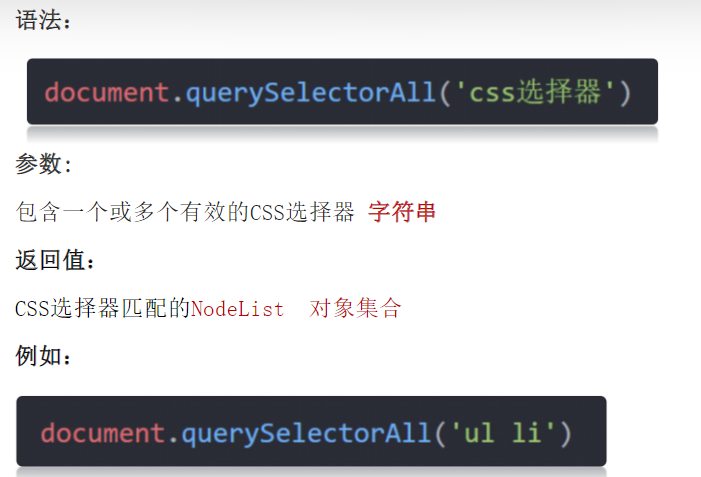 语法：
document.querySelectorAll('css选择器')
参数:
包含一个或多个有效的CSS选择器 字符串
返回值：
CSS选择器匹配的NodeList 对象集合
例如：
document.querySelectorAll('ul li')